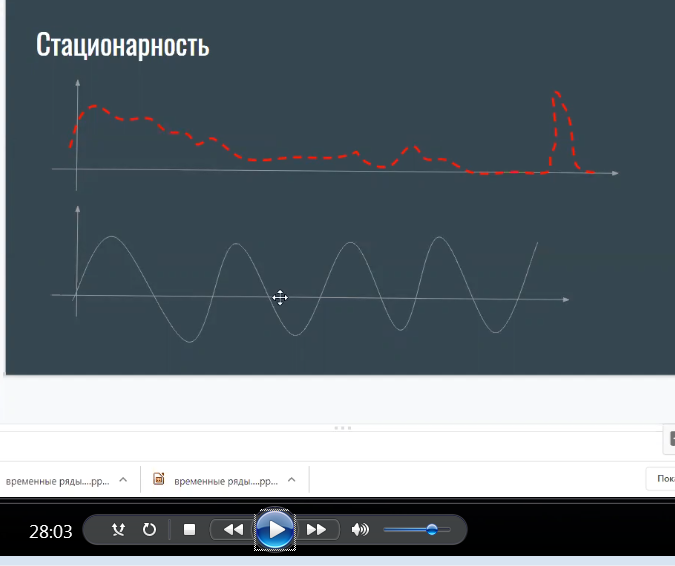 Стационарность
временные ряды....pp...
временные ряды....pp...
Пока
28:03